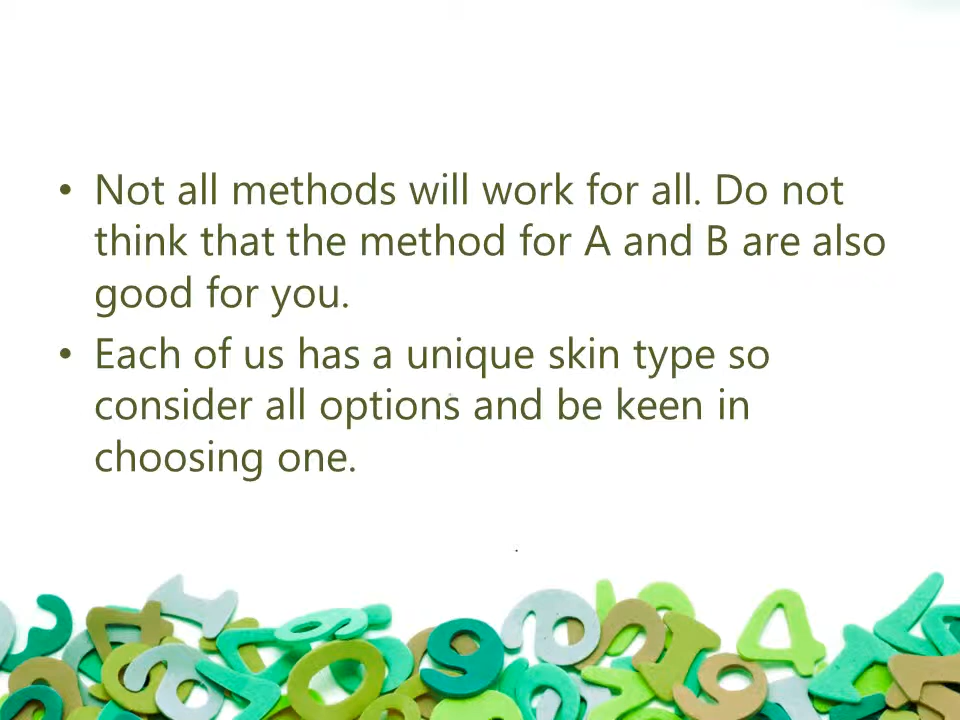 • Not all methods will work for all. Do not
think that the method for A and B are also
good for you.
• Each of us has a unique skin type so
consider all options and be keen in
choosing one.